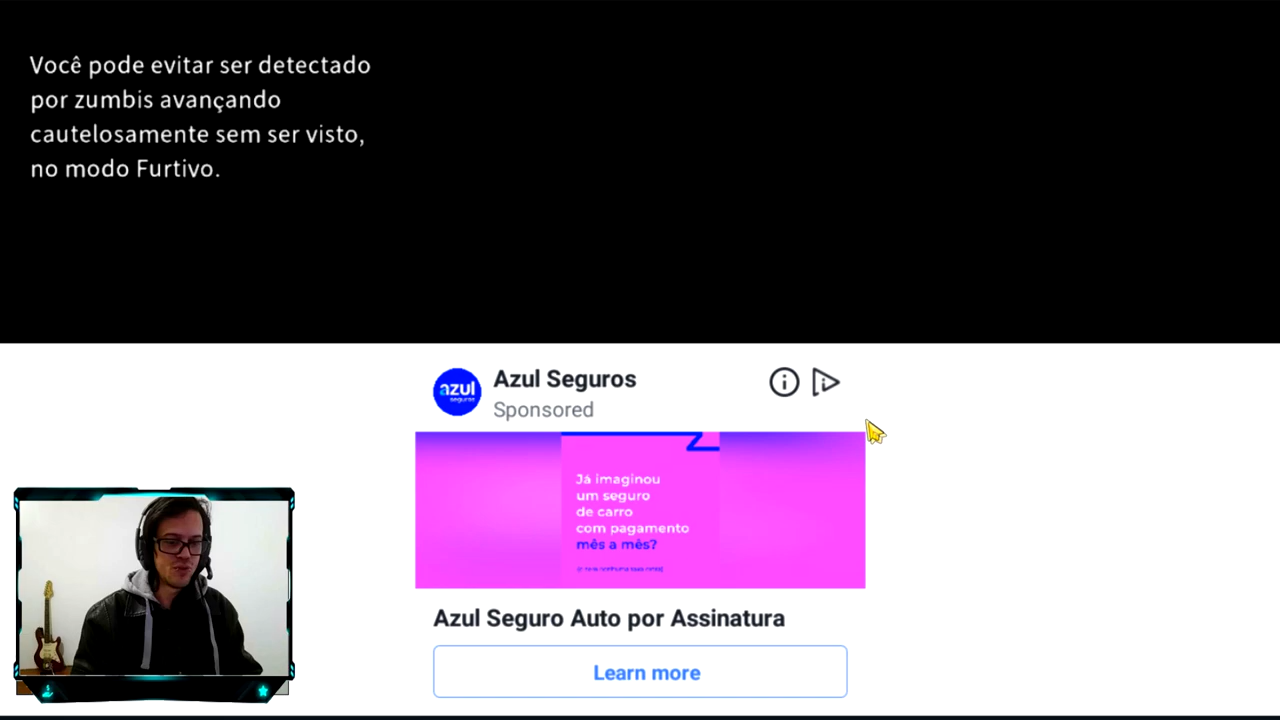 Você pode evitar ser detectado
por zumbis avançando
cautelosamente sem ser visto,
no modo Furtivo.
azul
seguros
Azul Seguros
Sponsored
Já imaginou
um seguro
de carro
com pagamento
mês a mês?
Azul Seguro Auto por Assinatura
Learn more